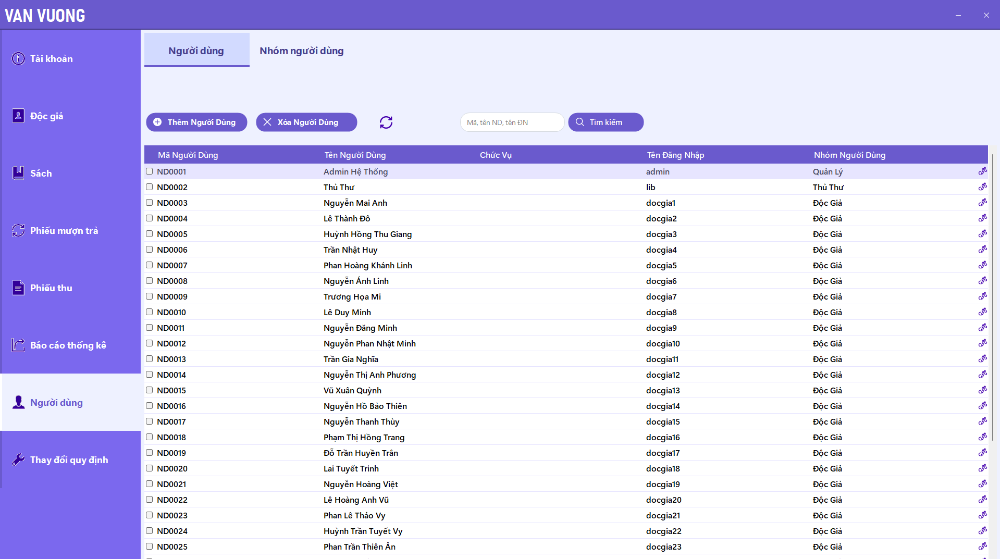 VAN VUONG
Tài khoản
Độc giả
Sách
Phiếu mượn trả
Phiếu thu
Báo cáo thống kê
Người dùng
Thay đổi quy định
Người dùng Nhóm người dùng
Thêm Người Dùng Xóa Người Dùng Mã, tên ND, tên ĐN Tìm kiếm
Mã Người Dùng Tên Người Dùng Chức Vụ Tên Đăng Nhập Nhóm Người Dùng
ND0001 Admin Hệ Thống admin Quản Lý
ND0002 Thủ Thư lib Thủ Thư
ND0003 Nguyễn Mai Anh docgia1 Độc Giả
ND0004 Lê Thành Đô docgia2 Độc Giả
ND0005 Huỳnh Hồng Thu Giang docgia3 Độc Giả
ND0006 Trần Nhật Huy docgia4 Độc Giả
ND0007 Phan Hoàng Khánh Linh docgia5 Độc Giả
ND0008 Nguyễn Ánh Linh docgia6 Độc Giả
ND0009 Trương Họa Mi docgia7 Độc Giả
ND0010 Lê Duy Minh docgia8 Độc Giả
ND0011 Nguyễn Đăng Minh docgia9 Độc Giả
ND0012 Nguyễn Phan Nhật Minh docgia10 Độc Giả
ND0013 Trần Gia Nghĩa docgia11 Độc Giả
ND0014 Nguyễn Thị Anh Phương docgia12 Độc Giả
ND0015 Vũ Xuân Quỳnh docgia13 Độc Giả
ND0016 Nguyễn Hồ Bảo Thiên docgia14 Độc Giả
ND0017 Nguyễn Thanh Thùy docgia15 Độc Giả
ND0018 Phạm Thị Hồng Trang docgia16 Độc Giả
ND0019 Đỗ Trần Huyền Trân docgia17 Độc Giả
ND0020 Lai Tuyết Trinh docgia18 Độc Giả
ND0021 Nguyễn Hoàng Việt docgia19 Độc Giả
ND0022 Lê Hoàng Anh Vũ docgia20 Độc Giả
ND0023 Phan Lê Thảo Vy docgia21 Độc Giả
ND0024 Huỳnh Trần Tuyết Vy docgia22 Độc Giả
ND0025 Phan Trần Thiên Ân docgia23 Độc Giả